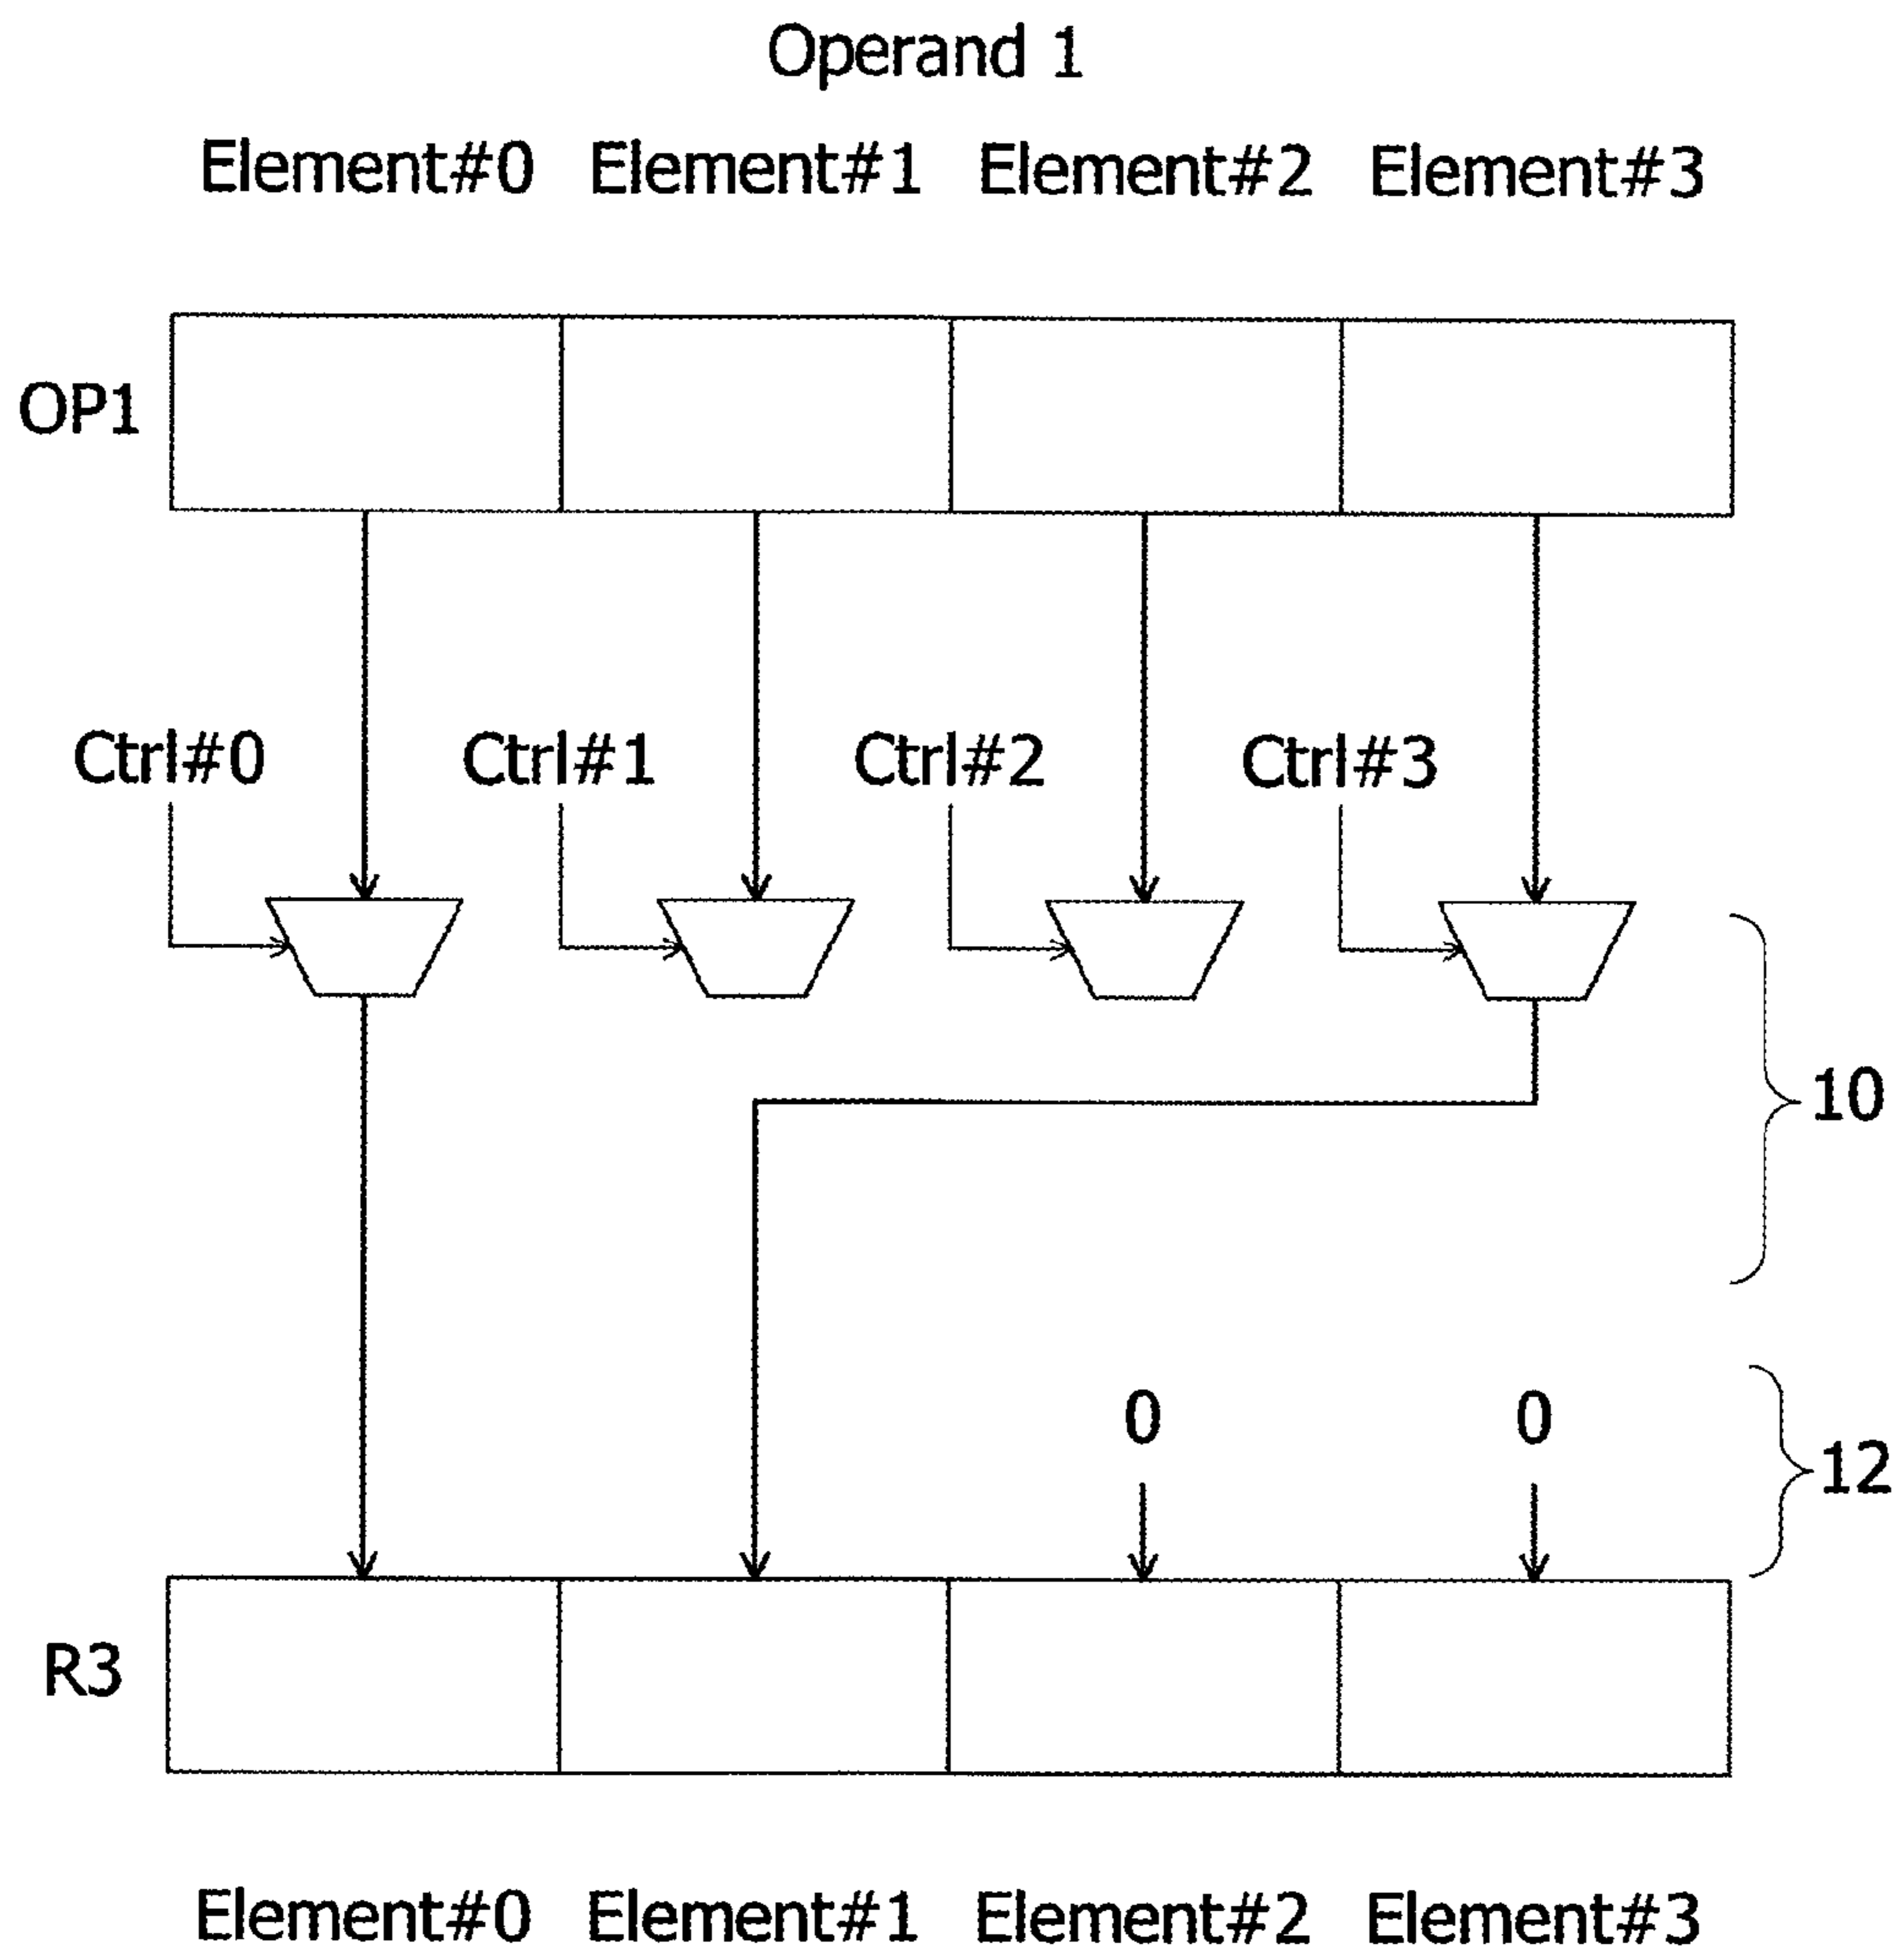 Operand 1
Element#0 Element#1 Element#2 Element#3
OP1
Ctrl#0 Ctrl#1 Ctrl#2 Ctrl#3
10
0 0
12
R3
Element#0 Element#1 Element#2 Element#3